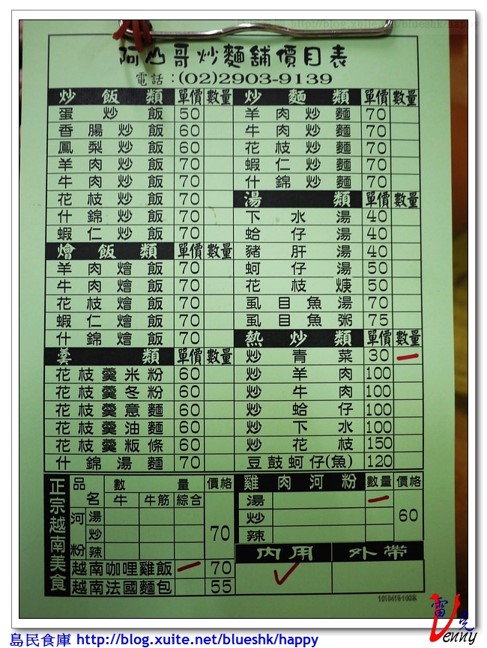 阿凸哥炒麵舖價目表
電話：(02)2903-9139
炒飯類 單價 數量
蛋炒飯 50
香腸炒飯 60
鳳梨炒飯 60
羊肉炒飯 70
牛肉炒飯 70
花枝炒飯 70
什錦炒飯 70
蝦仁炒飯 70
燴飯類 單價 數量
羊肉燴飯 70
牛肉燴飯 70
花枝燴飯 70
蝦仁燴飯 70
什錦燴飯 70
羹類 單價 數量
花枝羹米粉 60
花枝羹冬粉 60
花枝羹意麵 60
花枝羹油麵 60
花枝羹粄條 60
什錦湯麵 70
炒麵類 單價 數量
羊肉炒麵 70
牛肉炒麵 70
花枝炒麵 70
蝦仁炒麵 70
什錦炒麵 70
湯類 單價 數量
下水湯 40
蛤仔湯 40
豬肝湯 40
蚵仔湯 50
花枝焿 50
虱目魚湯 70
虱目魚粥 75
熱炒類 單價 數量
炒青菜 30
炒羊肉 100
炒牛肉 100
炒蛤仔 100
炒下水 100
炒花枝 150
豆鼓蚵仔(魚) 120
正宗越南美食
品名 數量 價格
牛 牛筋 綜合
河粉 湯 炒 辣 70
越南咖哩雞飯 70
越南法國麵包 55
雞肉河粉 數量 價格
湯
炒 60
辣
內用 外帶
島民食庫 http://blog.xuite.net/blueshk/happy
雷克
Venny